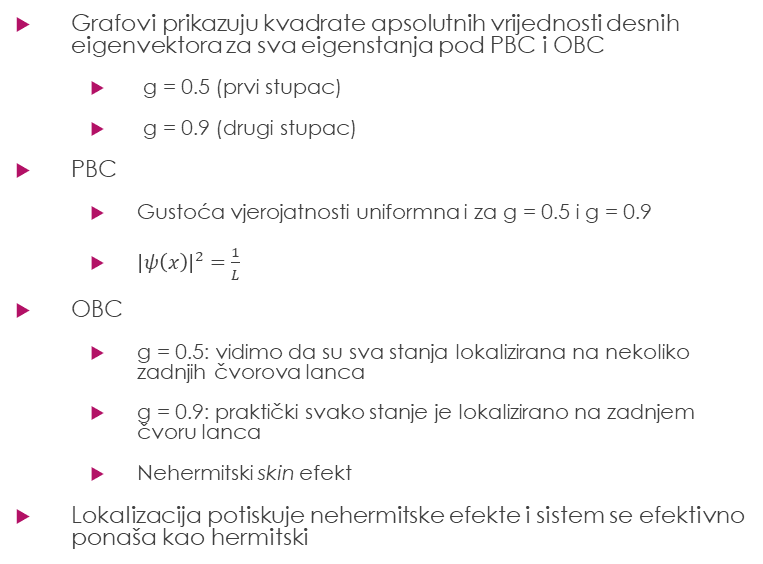 Grafovi prikazuju kvadrate apsolutnih vrijednosti desnih
eigenvektora za sva eigenstanja pod PBC i OBC
g = 0.5 (prvi stupac)
g = 0.9 (drugi stupac)
PBC
Gustoća vjerojatnosti uniformna i za g = 0.5 i g = 0.9
|ψ(x)|² = 1/L
OBC
g = 0.5: vidimo da su sva stanja lokalizirana na nekoliko
zadnjih čvorova lanca
g = 0.9: praktički svako stanje je lokalizirano na zadnjem
čvoru lanca
Nehermitski skin efekt
Lokalizacija potiskuje nehermitske efekte i sistem se efektivno
ponaša kao hermitski